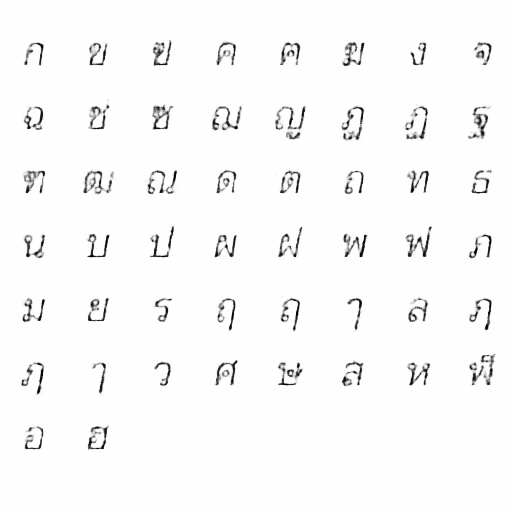 ก ข ฃ ค ฅ ฆ ง จ
ฉ ช ซ ฌ ญ ฎ ฏ ฐ
ฑ ฒ ณ ด ต ถ ท ธ
น บ ป ผ ฝ พ ฟ ภ
ม ย ร ฤ ฤ ๅ ล ฦ
ฦ ๅ ว ศ ษ ส ห ฬ
อ ฮ